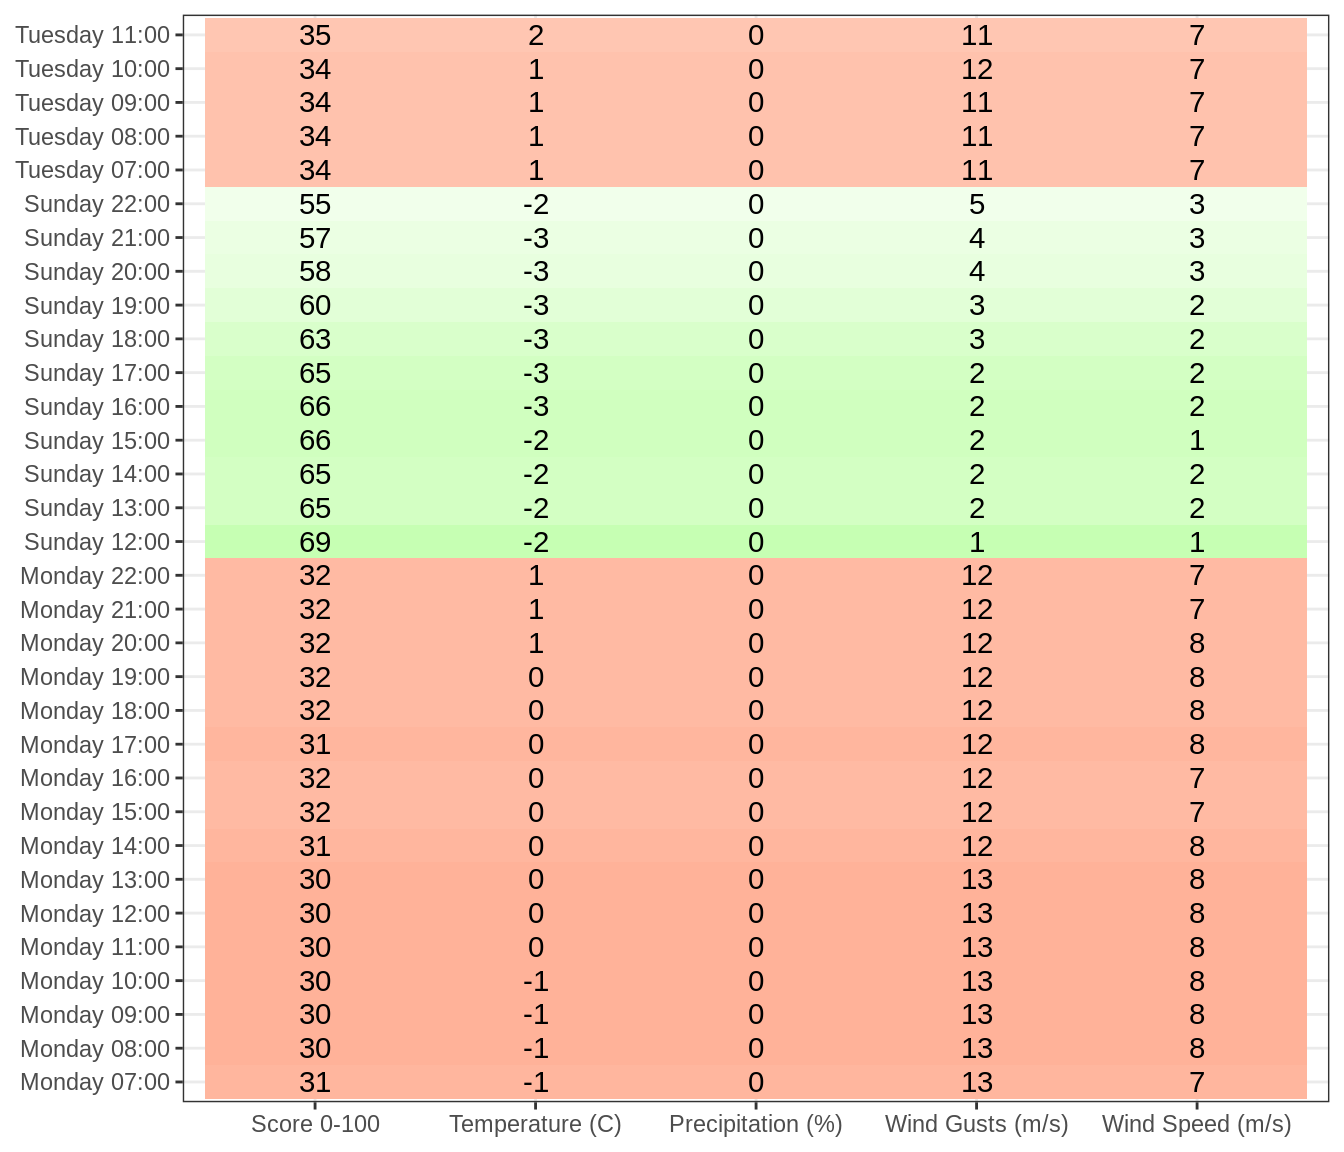 Tuesday 11:00 35 2 0 11 7
Tuesday 10:00 34 1 0 12 7
Tuesday 09:00 34 1 0 11 7
Tuesday 08:00 34 1 0 11 7
Tuesday 07:00 34 1 0 11 7
Sunday 22:00 55 -2 0 5 3
Sunday 21:00 57 -3 0 4 3
Sunday 20:00 58 -3 0 4 3
Sunday 19:00 60 -3 0 3 2
Sunday 18:00 63 -3 0 3 2
Sunday 17:00 65 -3 0 2 2
Sunday 16:00 66 -3 0 2 2
Sunday 15:00 66 -2 0 2 1
Sunday 14:00 65 -2 0 2 2
Sunday 13:00 65 -2 0 2 2
Sunday 12:00 69 -2 0 1 1
Monday 22:00 32 1 0 12 7
Monday 21:00 32 1 0 12 7
Monday 20:00 32 1 0 12 8
Monday 19:00 32 0 0 12 8
Monday 18:00 32 0 0 12 8
Monday 17:00 31 0 0 12 8
Monday 16:00 32 0 0 12 7
Monday 15:00 32 0 0 12 7
Monday 14:00 31 0 0 12 8
Monday 13:00 30 0 0 13 8
Monday 12:00 30 0 0 13 8
Monday 11:00 30 0 0 13 8
Monday 10:00 30 -1 0 13 8
Monday 09:00 30 -1 0 13 8
Monday 08:00 30 -1 0 13 8
Monday 07:00 31 -1 0 13 7
Score 0-100 Temperature (C) Precipitation (%) Wind Gusts (m/s) Wind Speed (m/s)